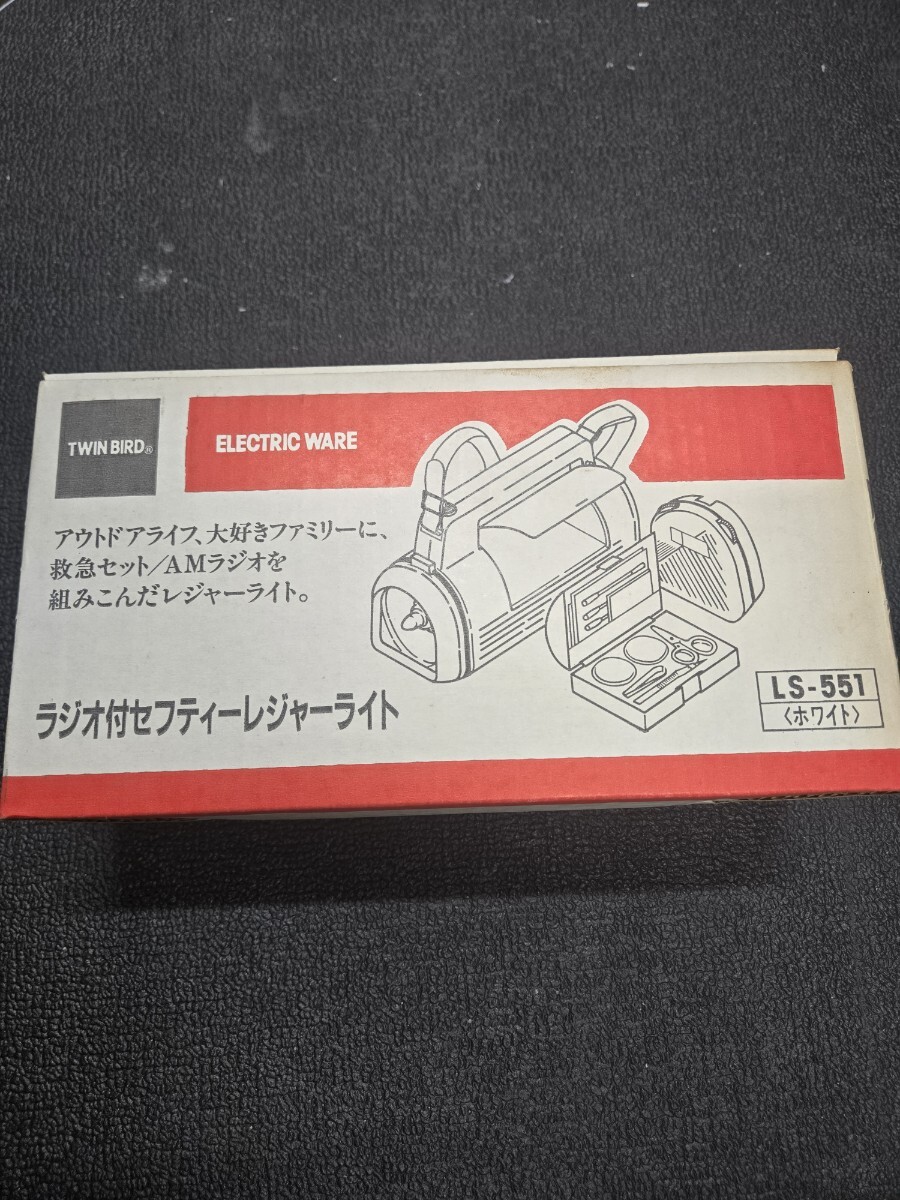 TWIN BIRD®
ELECTRIC WARE
アウトドアライフ、大好きファミリーに、
救急セット/AMラジオを
組みこんだレジャーライト。
ラジオ付セフティーレジャーライト
LS-551
〈ホワイト〉